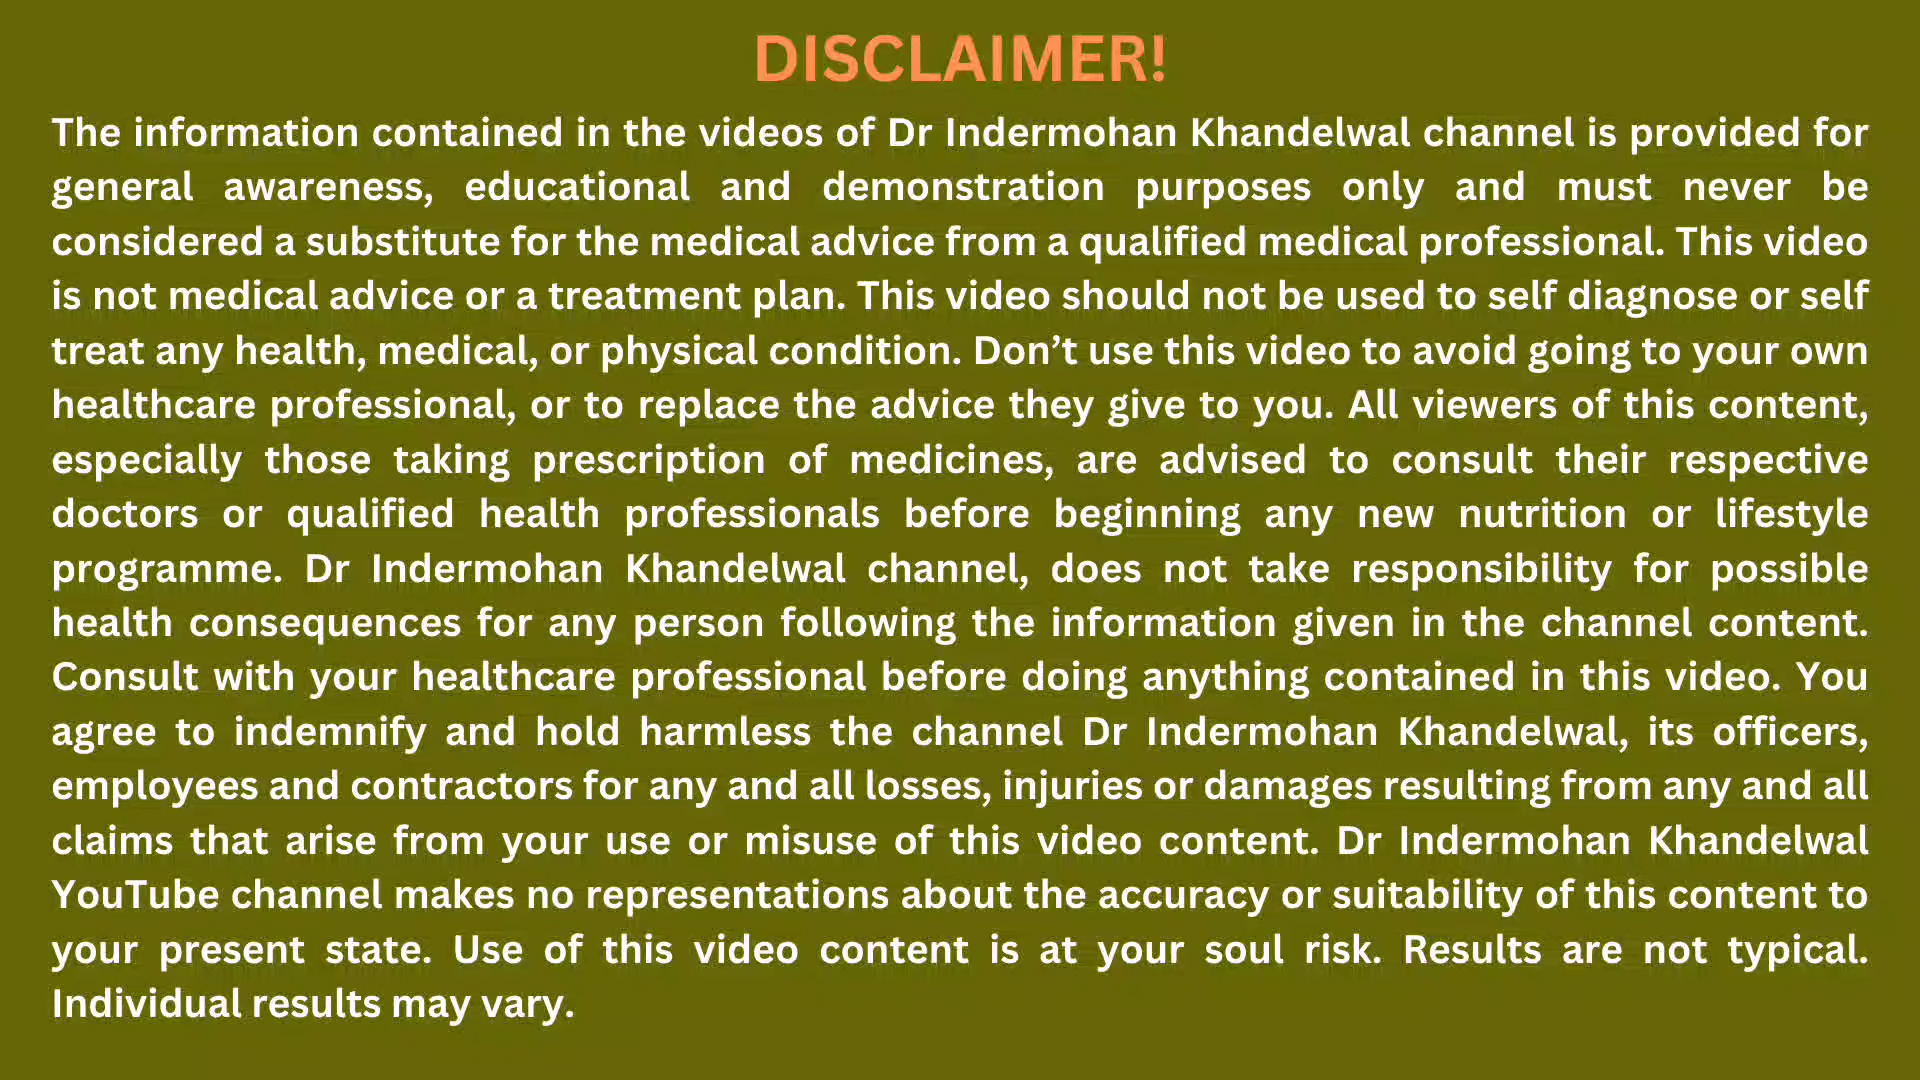 DISCLAIMER!
The information contained in the videos of Dr Indermohan Khandelwal channel is provided for
general awareness, educational and demonstration purposes only and must never be
considered a substitute for the medical advice from a qualified medical professional. This video
is not medical advice or a treatment plan. This video should not be used to self diagnose or self
treat any health, medical, or physical condition. Don’t use this video to avoid going to your own
healthcare professional, or to replace the advice they give to you. All viewers of this content,
especially those taking prescription of medicines, are advised to consult their respective
doctors or qualified health professionals before beginning any new nutrition or lifestyle
programme. Dr Indermohan Khandelwal channel, does not take responsibility for possible
health consequences for any person following the information given in the channel content.
Consult with your healthcare professional before doing anything contained in this video. You
agree to indemnify and hold harmless the channel Dr Indermohan Khandelwal, its officers,
employees and contractors for any and all losses, injuries or damages resulting from any and all
claims that arise from your use or misuse of this video content. Dr Indermohan Khandelwal
YouTube channel makes no representations about the accuracy or suitability of this content to
your present state. Use of this video content is at your soul risk. Results are not typical.
Individual results may vary.